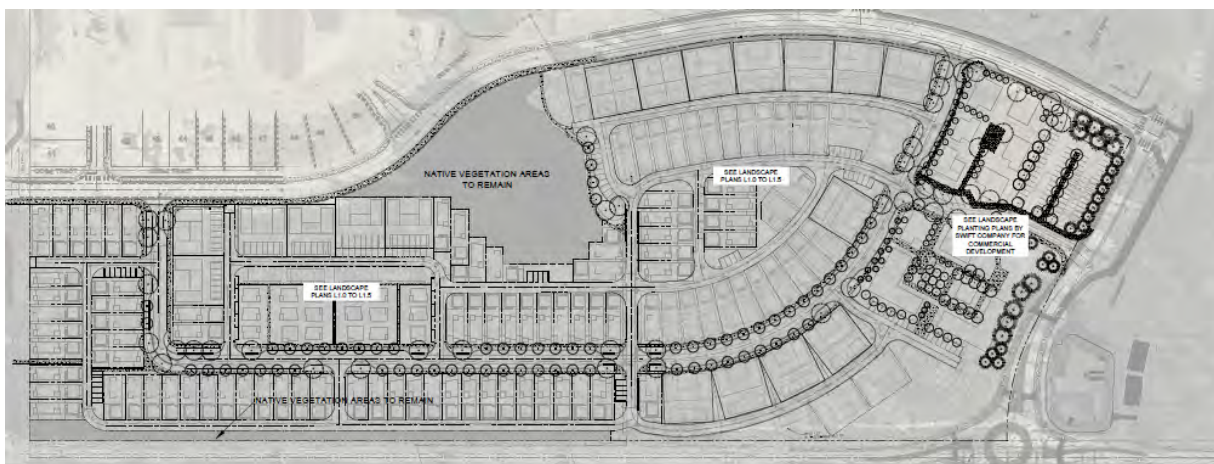 NATIVE VEGETATION AREAS
TO REMAIN
SEE LANDSCAPE
PLANS L1.0 TO L1.5
SEE LANDSCAPE
PLANTING PLANS BY
SWIFT COMPANY FOR
COMMERCIAL
DEVELOPMENT
SEE LANDSCAPE
PLANS L1.0 TO L1.5
NATIVE VEGETATION AREAS TO REMAIN